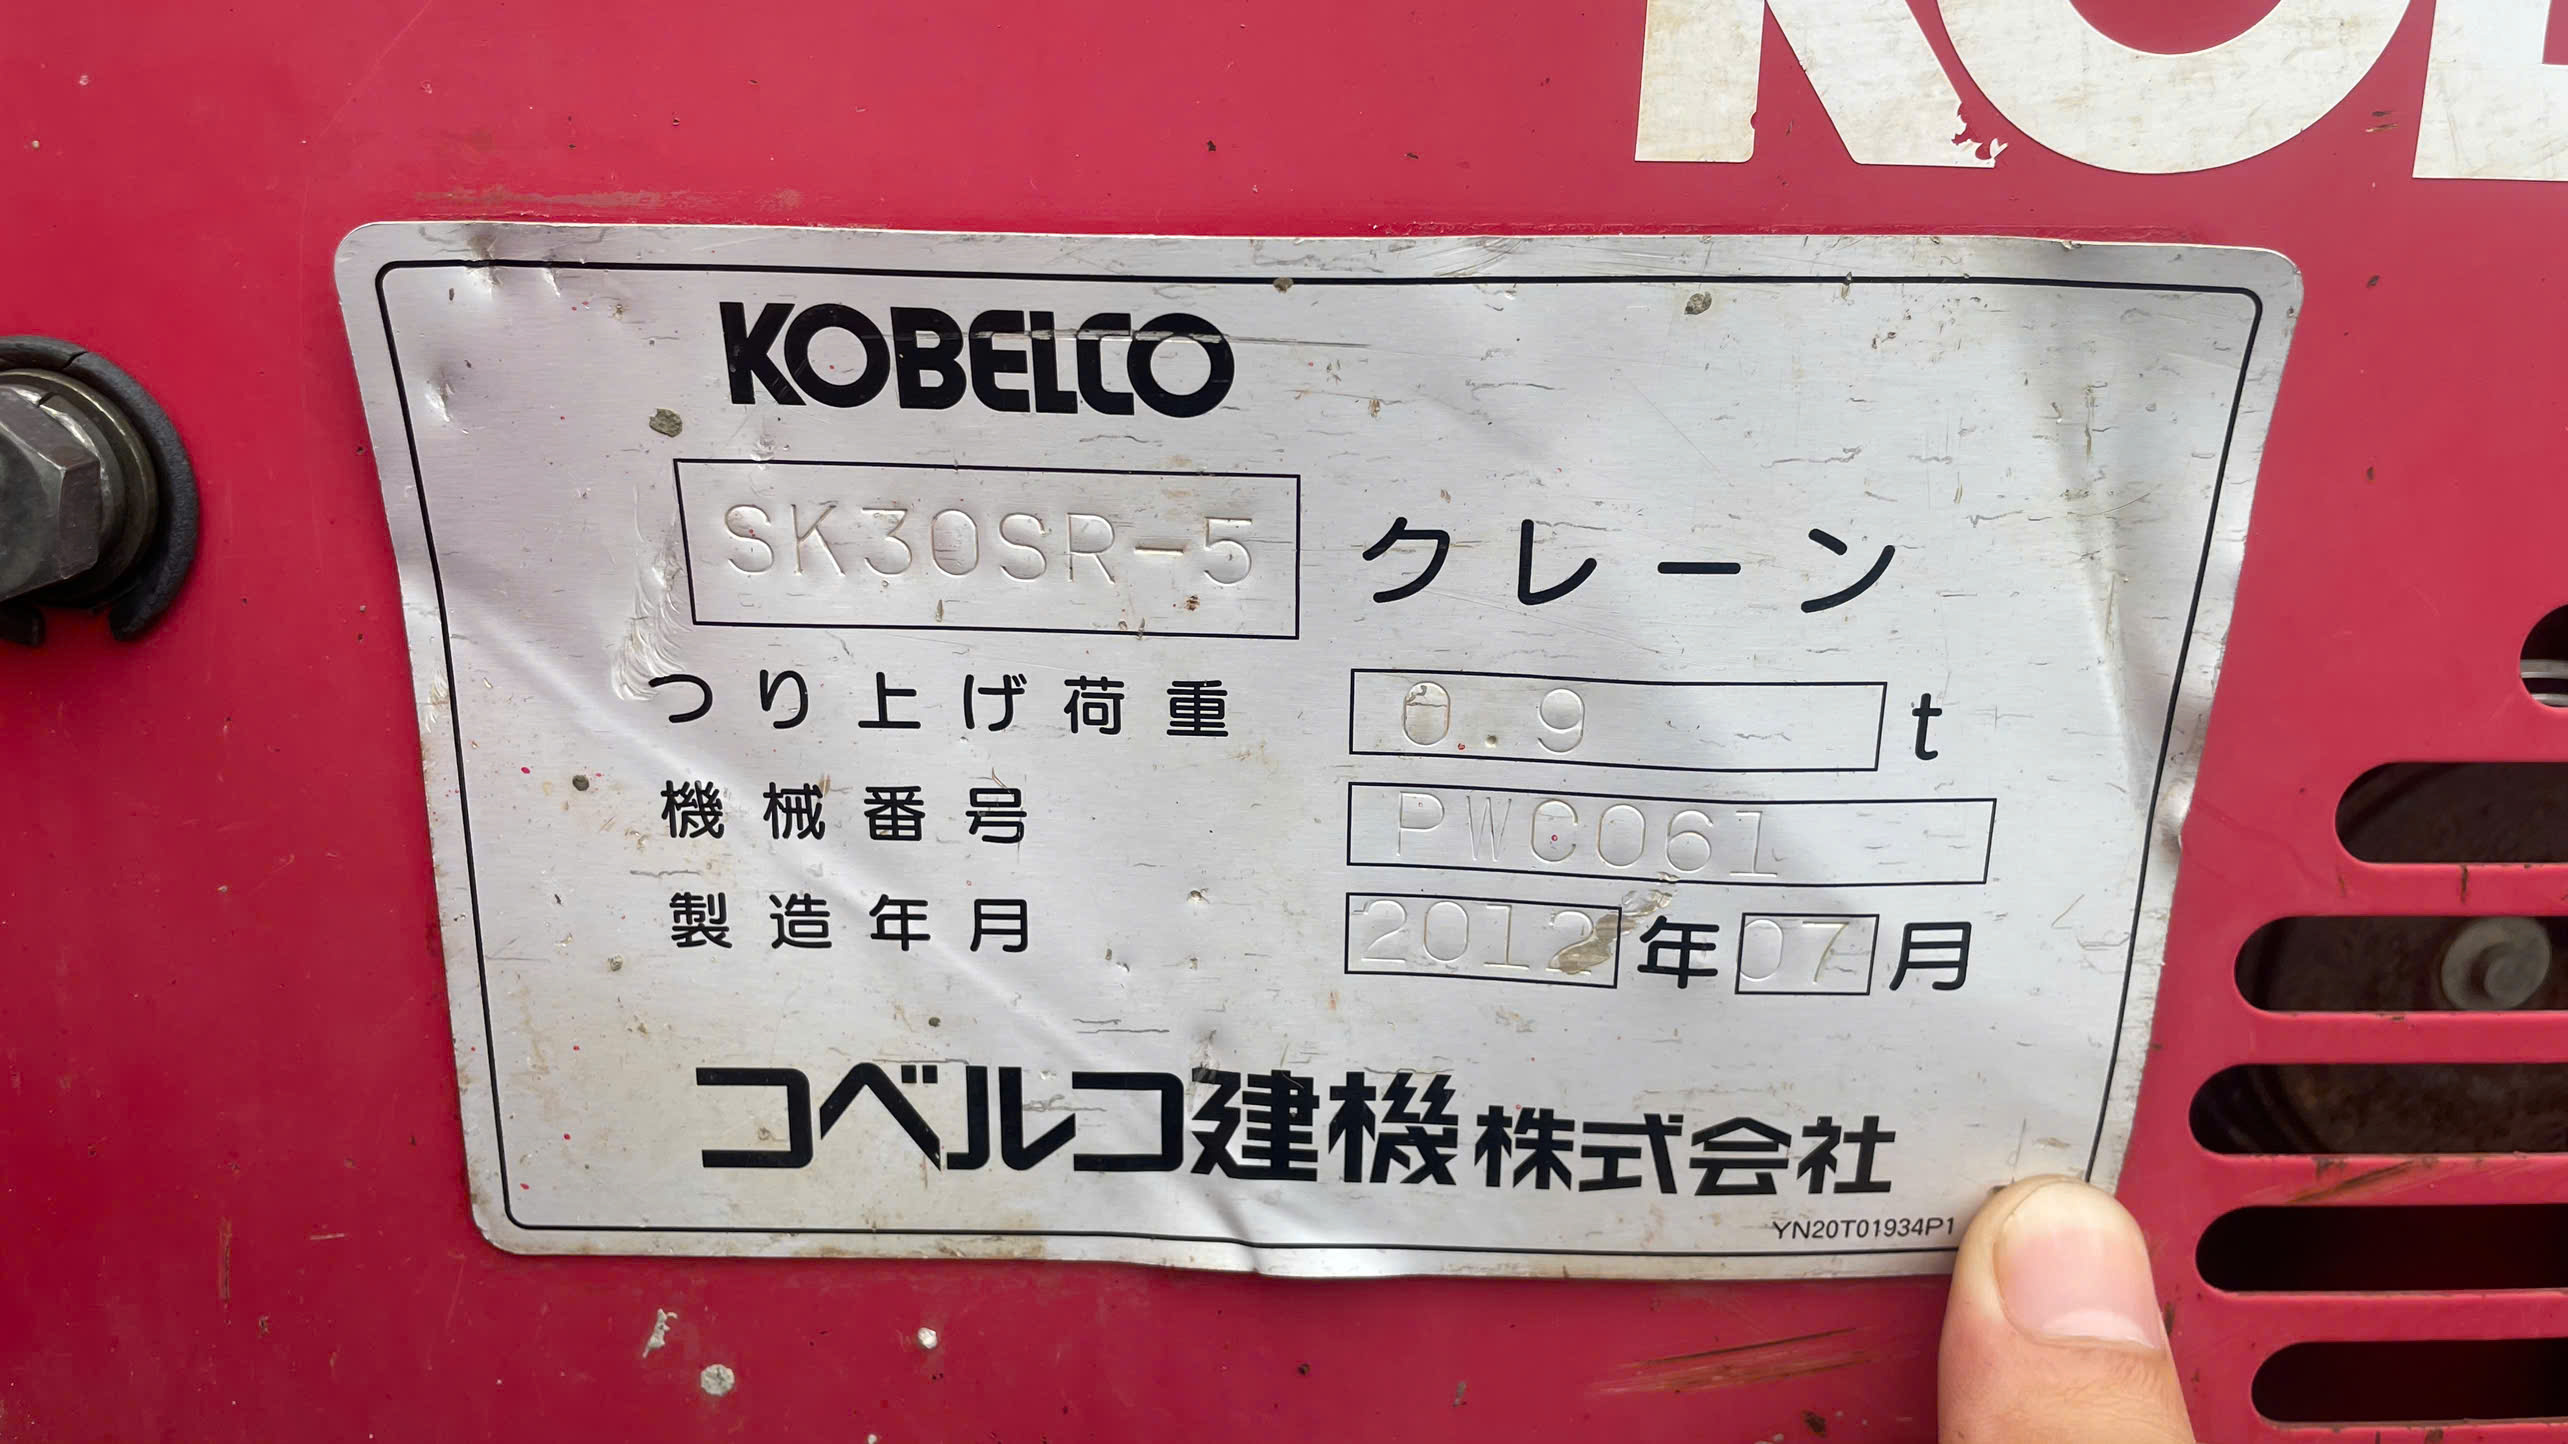 KOBE
KOBELCO
SK30SR-5 クレーン
つり上げ荷重 0.9 t
機械番号 PWC061
製造年月 2012年07月
コベルコ建機株式会社
YN20T01934P1